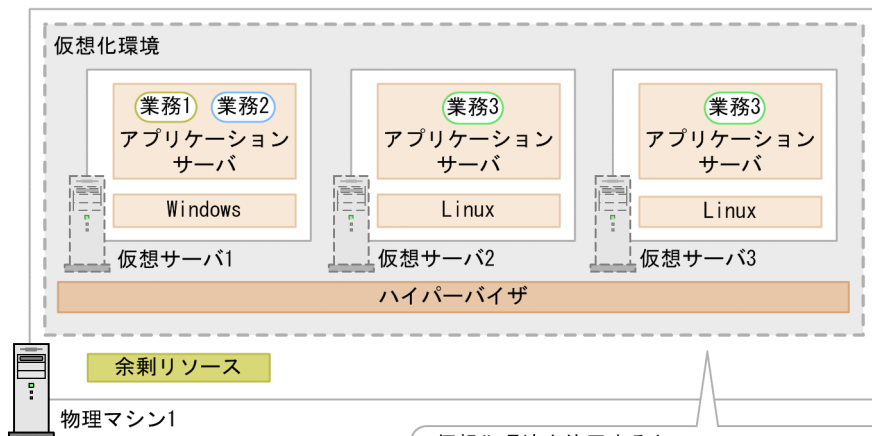 仮想化環境
業務1 業務2
アプリケーション
サーバ
Windows
仮想サーバ1
業務3
アプリケーション
サーバ
Linux
仮想サーバ2
業務3
アプリケーション
サーバ
Linux
仮想サーバ3
ハイパーバイザ
余剰リソース
物理マシン1